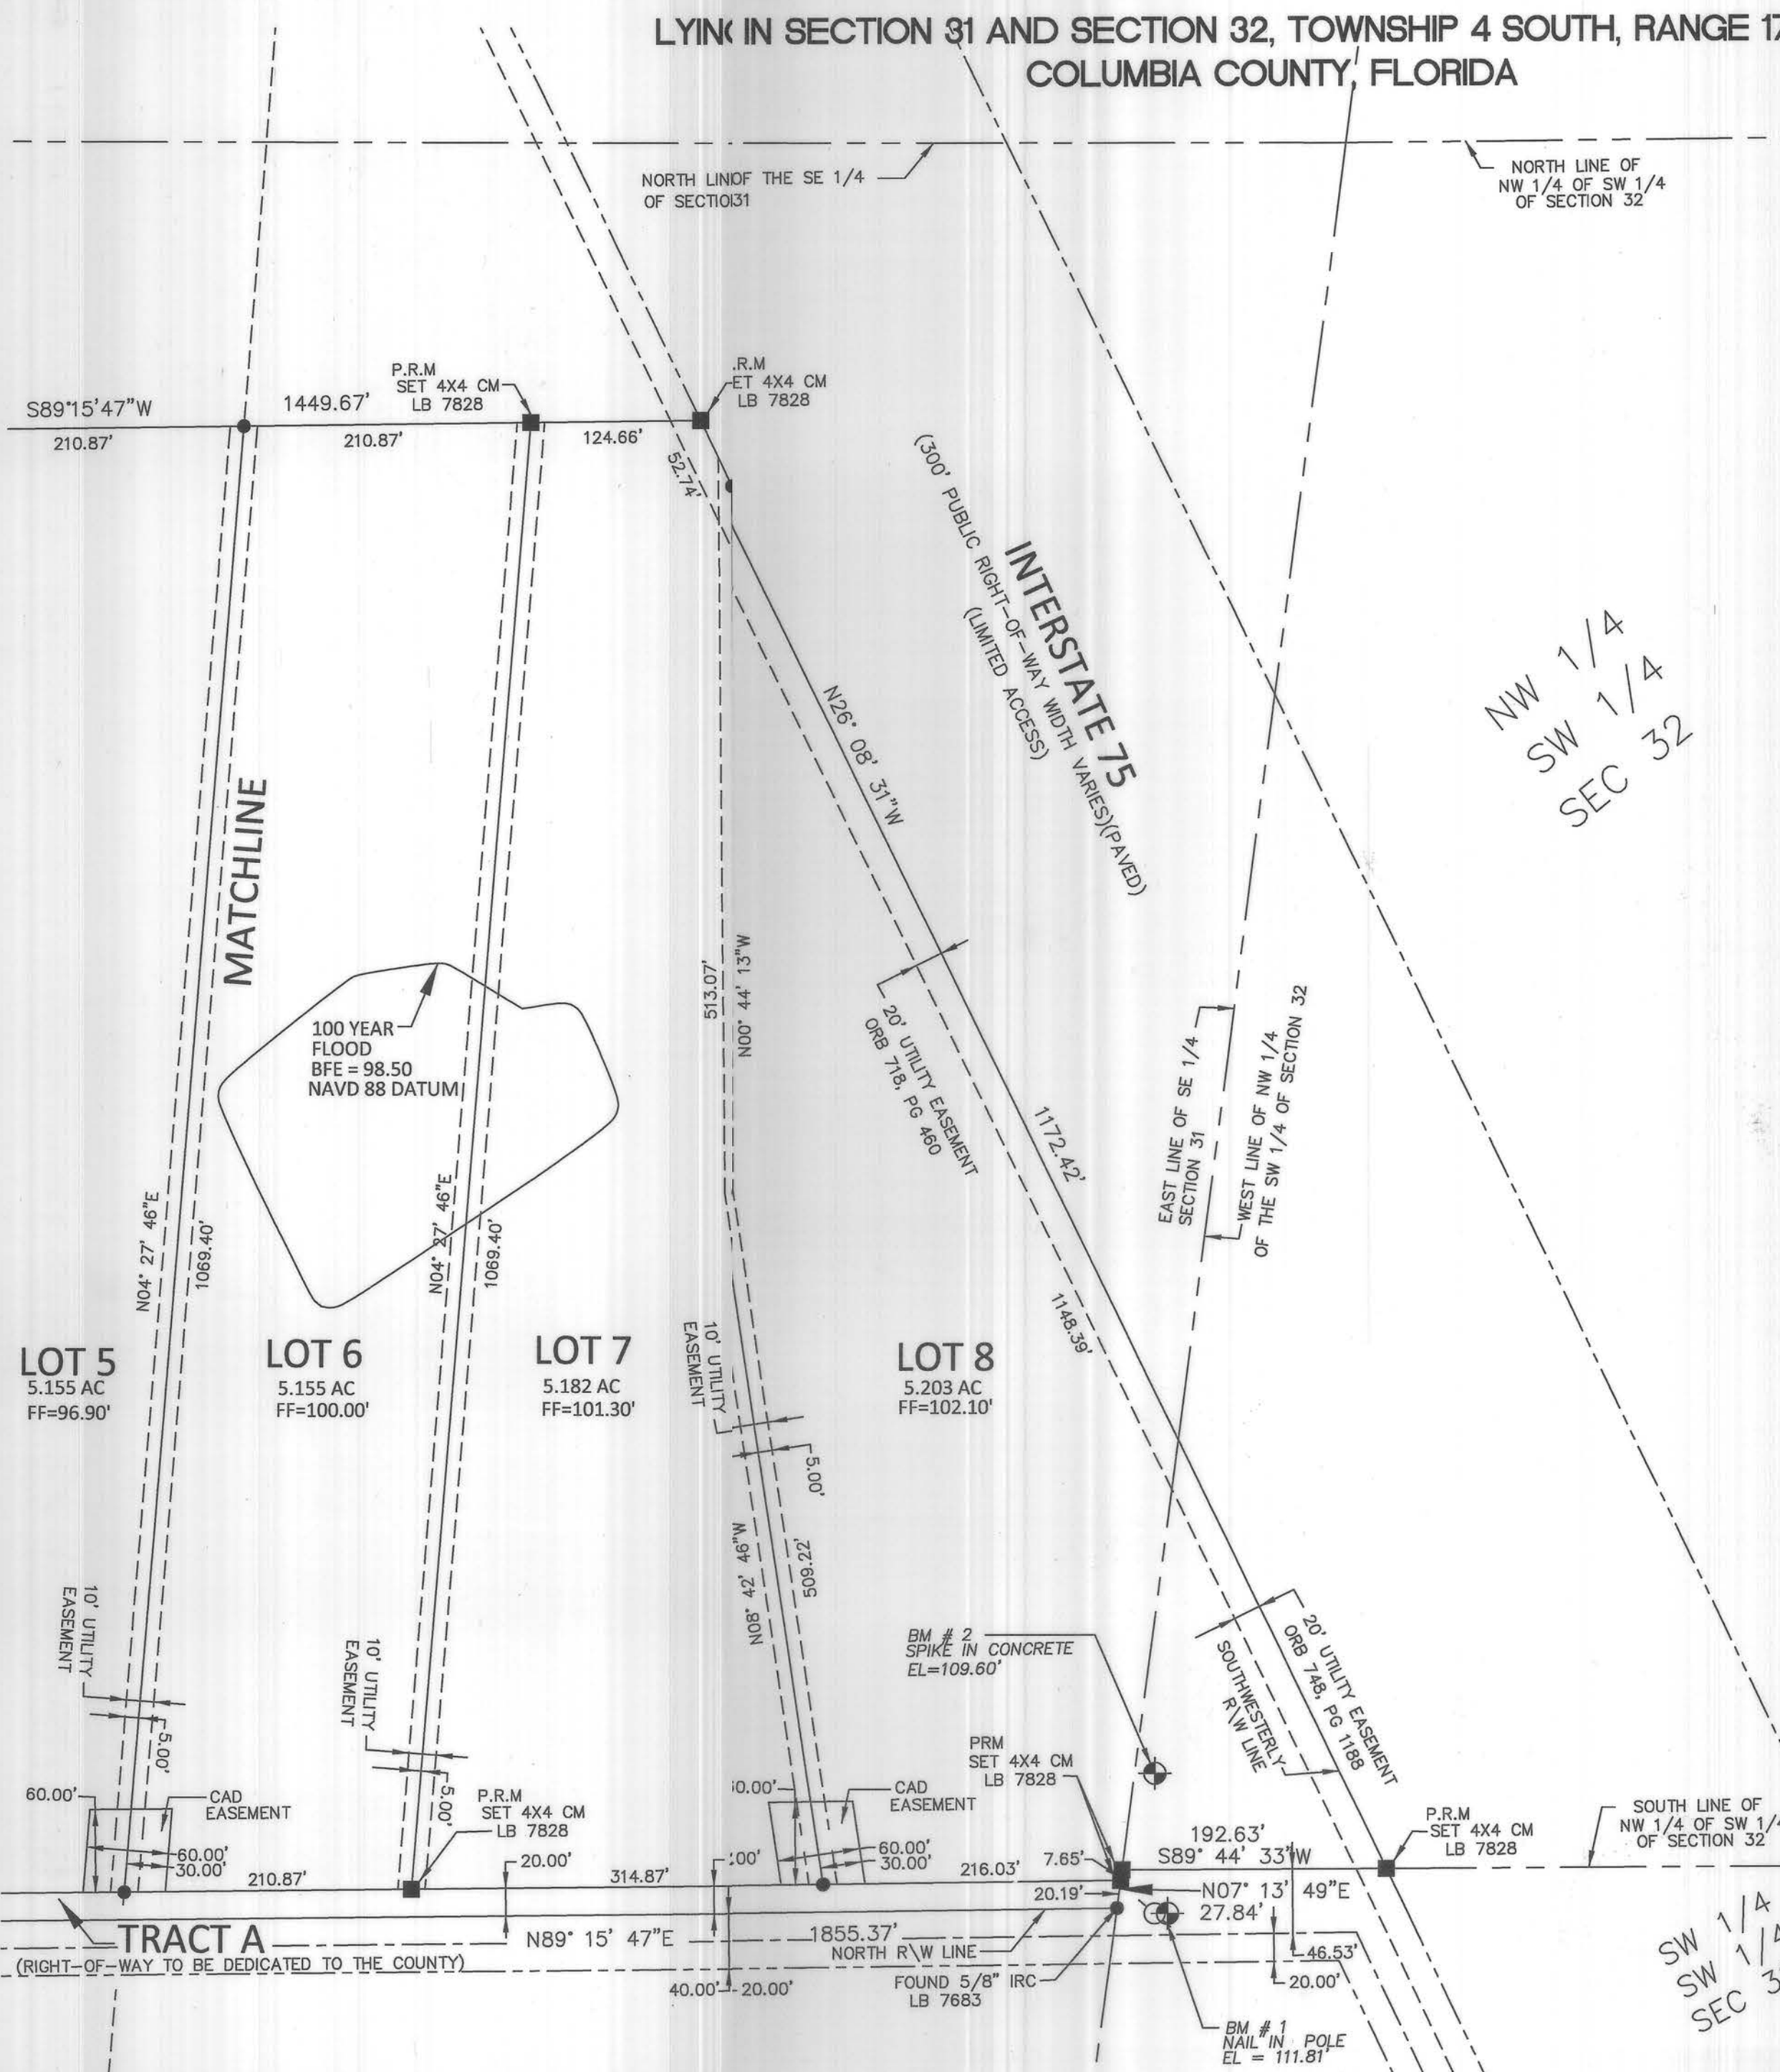 LYIN IN SECTION 31 AND SECTION 32, TOWNSHIP 4 SOUTH, RANGE 17
COLUMBIA COUNTY, FLORIDA
NORTH LIN OF THE SE 1/4
OF SECTIO 31
NORTH LINE OF
NW 1/4 OF SW 1/4
OF SECTION 32
P.R.M
SET 4X4 CM
LB 7828
.R.M
ET 4X4 CM
LB 7828
S89°15'47"W
1449.67'
210.87'
210.87'
124.66'
52.74'
(300' PUBLIC RIGHT-OF-WAY WIDTH VARIES)(PAVED)
INTERSTATE 75
(LIMITED ACCESS)
NW 1/4
SW 1/4
SEC 32
N26° 08' 31"W
MATCHLINE
100 YEAR
FLOOD
BFE = 98.50
NAVD 88 DATUM
513.07'
N00° 44' 13"W
20' UTILITY EASEMENT
ORB 718, PG 460
1172.42'
EAST LINE OF SE 1/4
SECTION 31
WEST LINE OF NW 1/4
OF THE SW 1/4 OF SECTION 32
N04° 27' 46"E
1069.40'
N04° 27' 46"E
1069.40'
1148.39'
LOT 5
5.155 AC
FF=96.90'
LOT 6
5.155 AC
FF=100.00'
LOT 7
5.182 AC
FF=101.30'
10' UTILITY
EASEMENT
LOT 8
5.203 AC
FF=102.10'
5.00'
N08° 42' 46"W
509.22'
10' UTILITY
EASEMENT
5.00'
10' UTILITY
EASEMENT
5.00'
BM # 2
SPIKE IN CONCRETE
EL=109.60'
SOUTHWESTERLY
R\W LINE
20' UTILITY EASEMENT
ORB 748, PG 1188
60.00'
CAD
EASEMENT
60.00'
30.00'
P.R.M
SET 4X4 CM
LB 7828
0.00'
CAD
EASEMENT
60.00'
30.00'
PRM
SET 4X4 CM
LB 7828
P.R.M
SET 4X4 CM
LB 7828
SOUTH LINE OF
NW 1/4 OF SW 1/4
OF SECTION 32
192.63'
S89° 44' 33"W
7.65'
210.87'
20.00'
314.87'
.00'
216.03'
20.19'
N07° 13' 49"E
27.84'
TRACT A
(RIGHT-OF-WAY TO BE DEDICATED TO THE COUNTY)
N89° 15' 47"E
1855.37'
NORTH R\W LINE
46.53'
20.00'
40.00'
20.00'
FOUND 5/8" IRC
LB 7683
BM # 1
NAIL IN POLE
EL = 111.81'
SW 1/4
SW 1/4
SEC 3